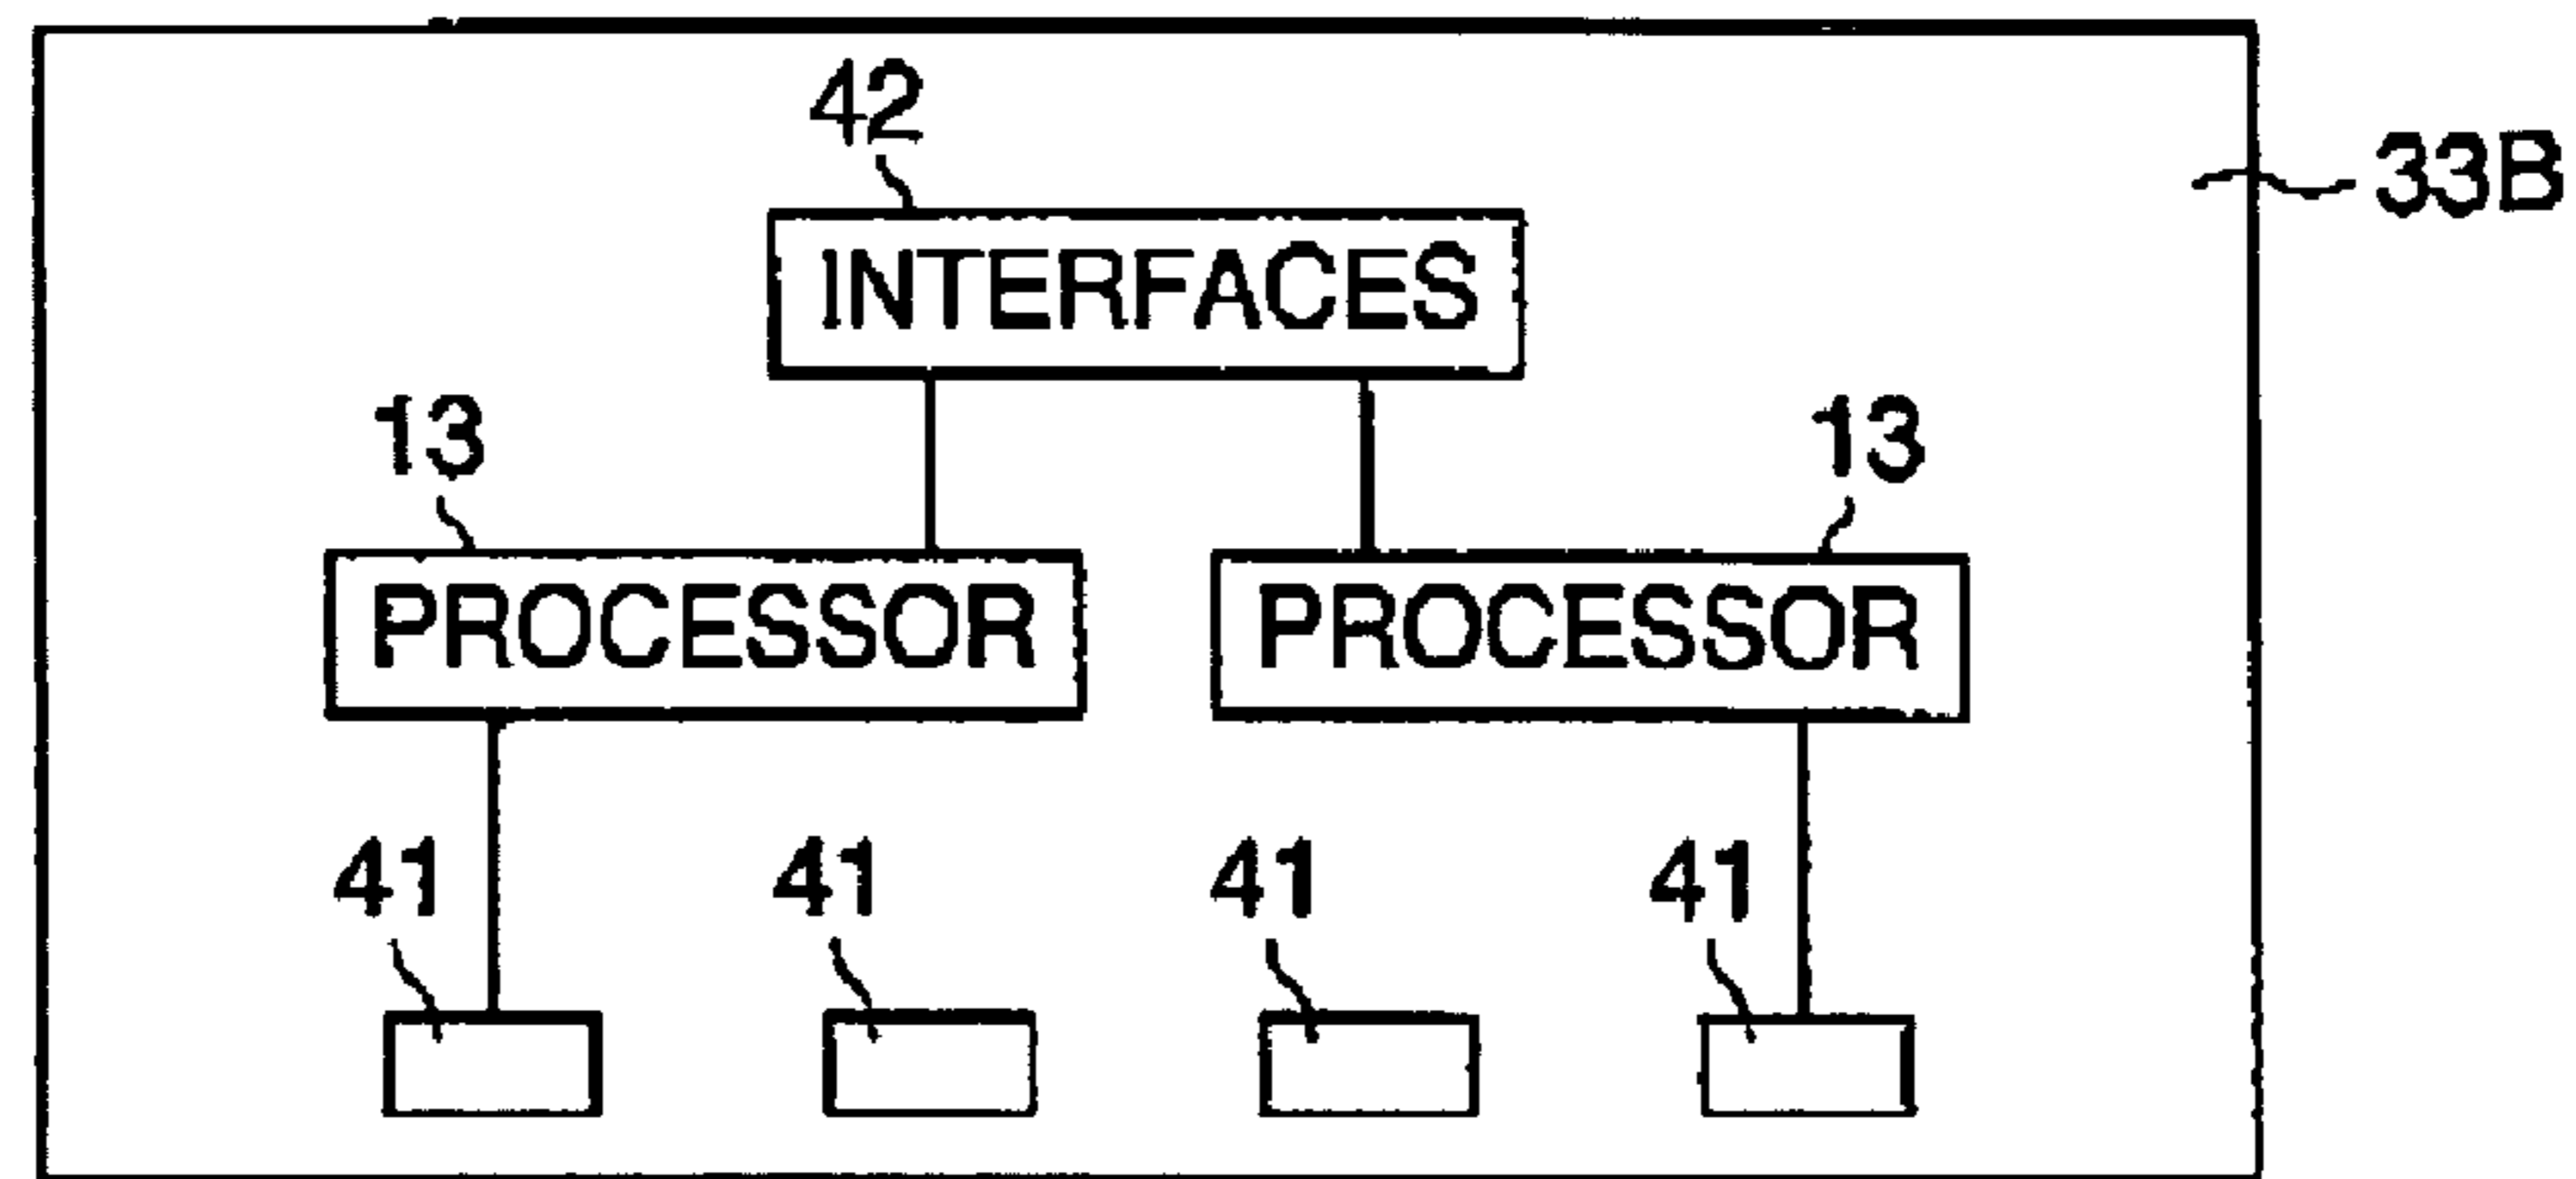 42
33B
INTERFACES
13 13
PROCESSOR PROCESSOR
41 41 41 41